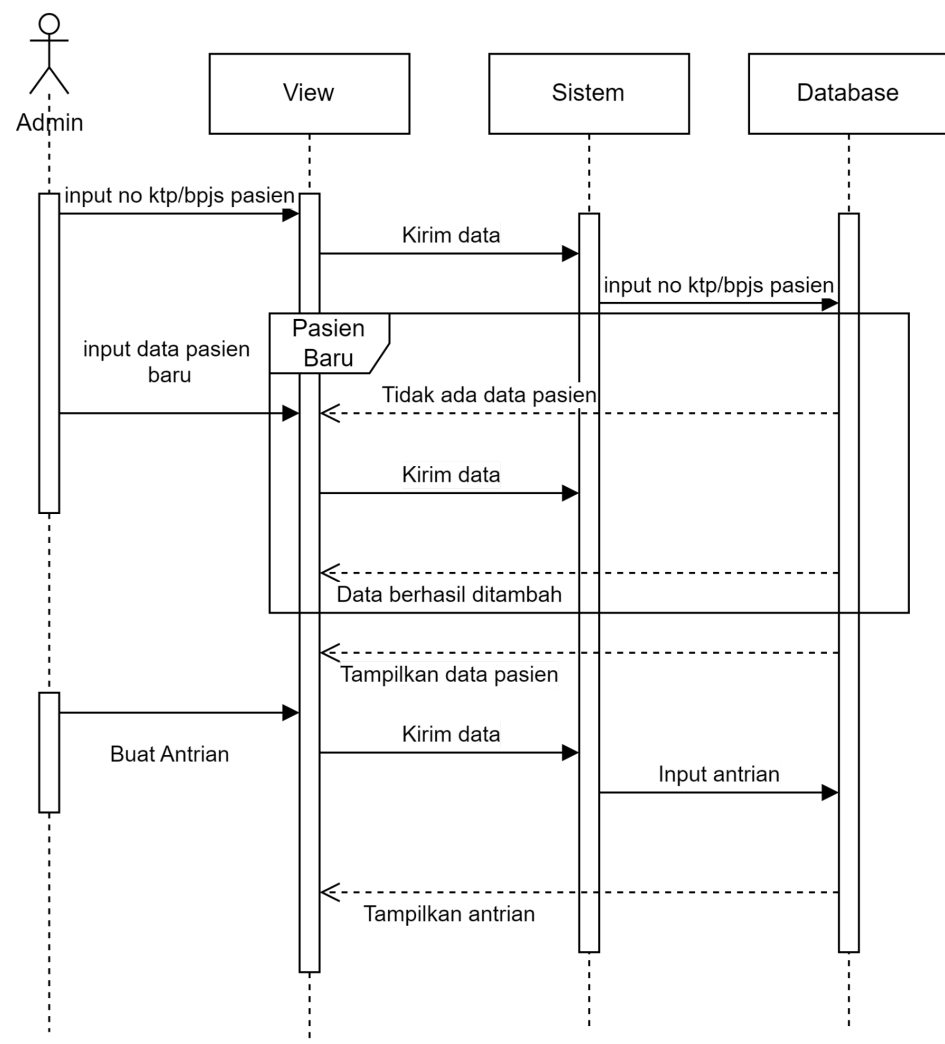 Admin
View
Sistem
Database
input no ktp/bpjs pasien
Kirim data
input no ktp/bpjs pasien
Pasien
Baru
input data pasien
baru
Tidak ada data pasien
Kirim data
Data berhasil ditambah
Tampilkan data pasien
Buat Antrian
Kirim data
Input antrian
Tampilkan antrian